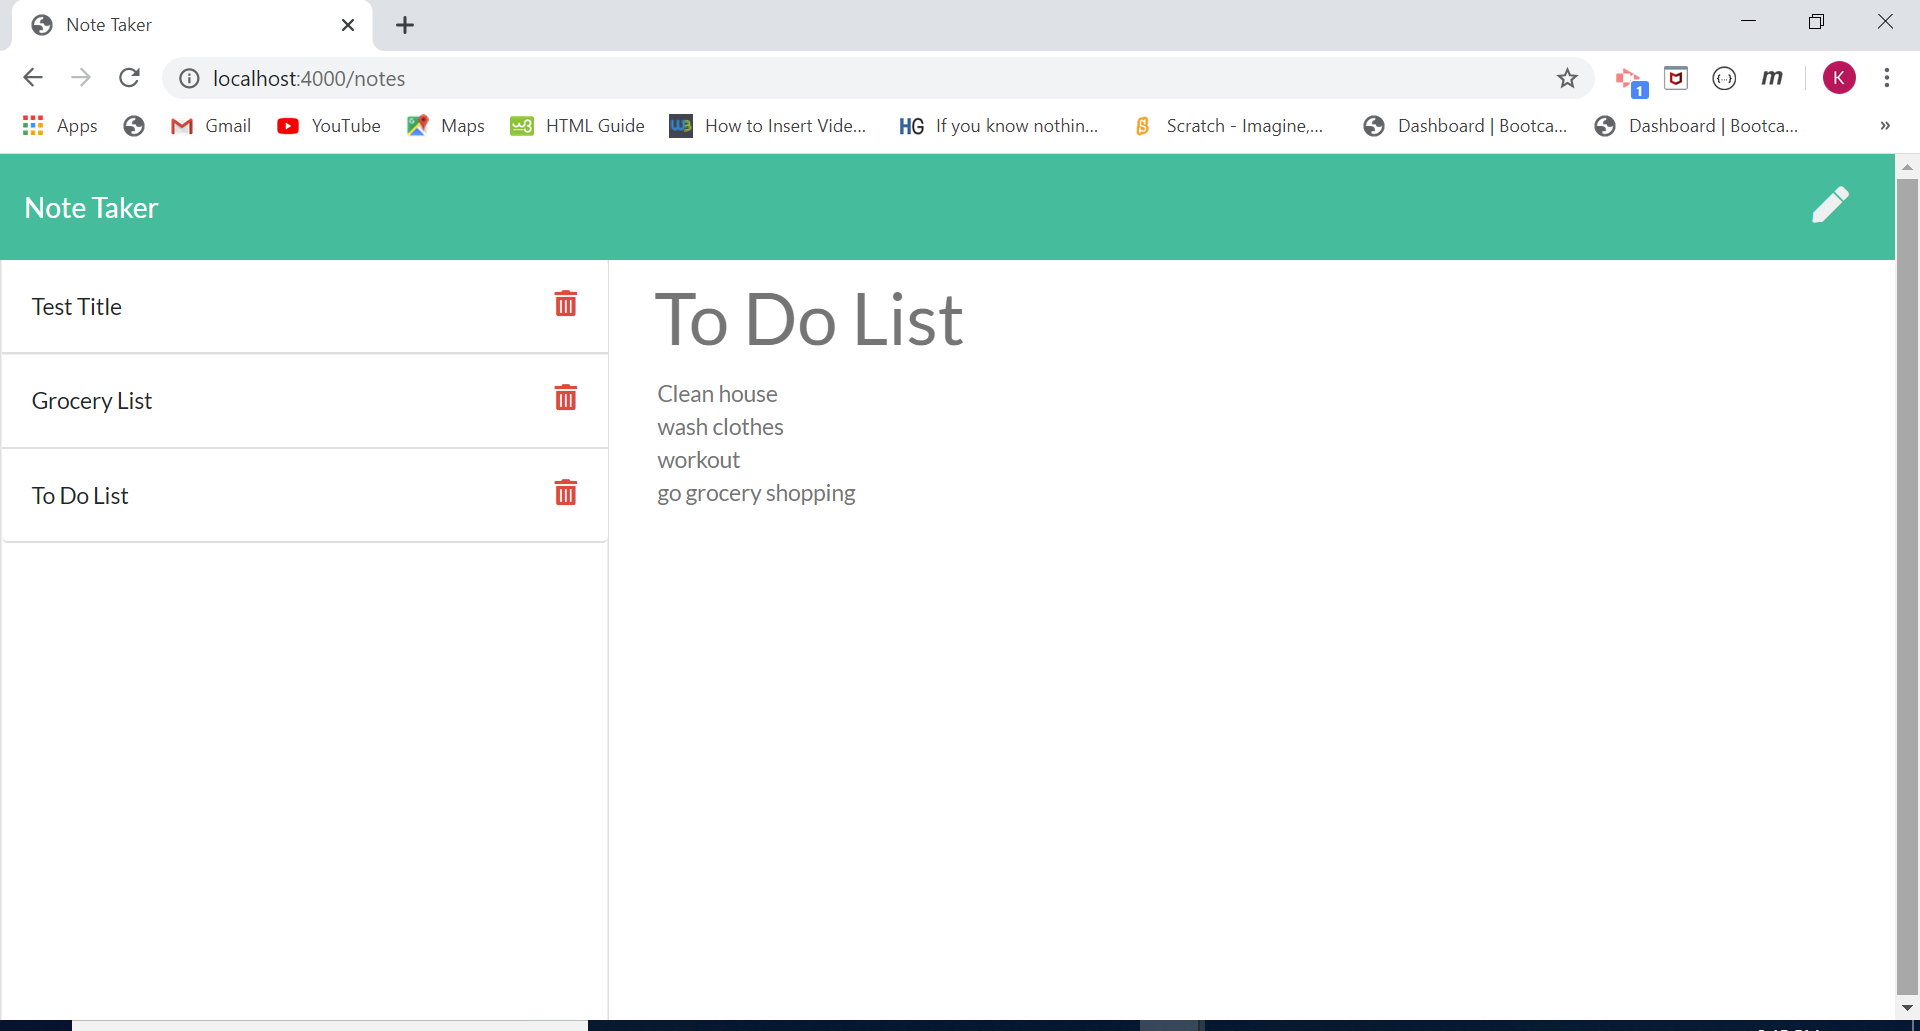 Note Taker
localhost:4000/notes
1
m
K
Apps
Gmail
YouTube
Maps
w3 HTML Guide
How to Insert Vide...
HG If you know nothin...
Scratch - Imagine,...
Dashboard | Bootca...
Dashboard | Bootca...
»
Note Taker
Test Title
Grocery List
To Do List
To Do List
Clean house
wash clothes
workout
go grocery shopping